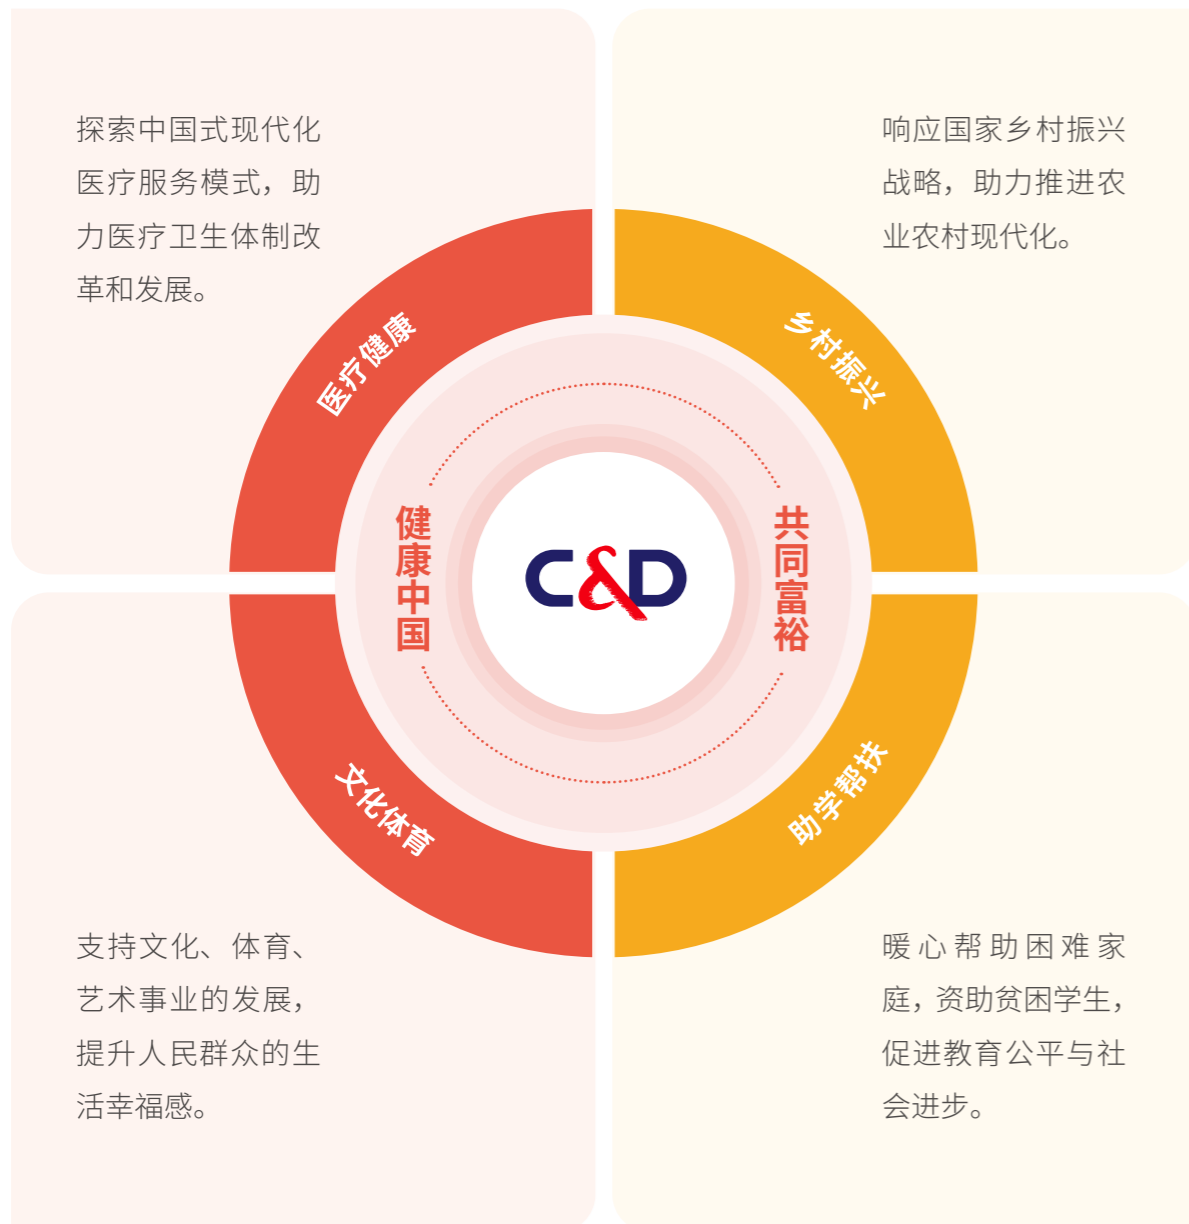 探索中国式现代化
医疗服务模式，助
力医疗卫生体制改
革和发展。
响应国家乡村振兴
战略，助力推进农
业农村现代化。
医疗健康
乡村振兴
健康中国
C&D
共同富裕
文化体育
助学帮扶
支持文化、体育、
艺术事业的发展，
提升人民群众的生
活幸福感。
暖心帮助困难家
庭，资助贫困学生，
促进教育公平与社
会进步。